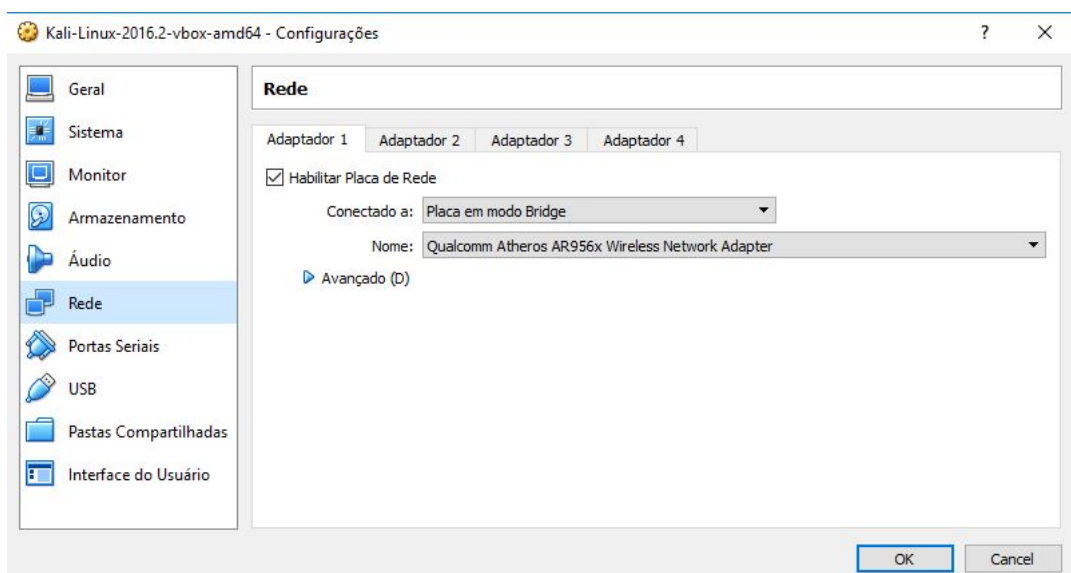 Kali-Linux-2016.2-vbox-amd64 - Configurações ? X
Geral
Sistema
Monitor
Armazenamento
Áudio
Rede
Portas Seriais
USB
Pastas Compartilhadas
Interface do Usuário
Rede
Adaptador 1 Adaptador 2 Adaptador 3 Adaptador 4
Habilitar Placa de Rede
Conectado a: Placa em modo Bridge
Nome: Qualcomm Atheros AR956x Wireless Network Adapter
Avançado (D)
OK Cancel